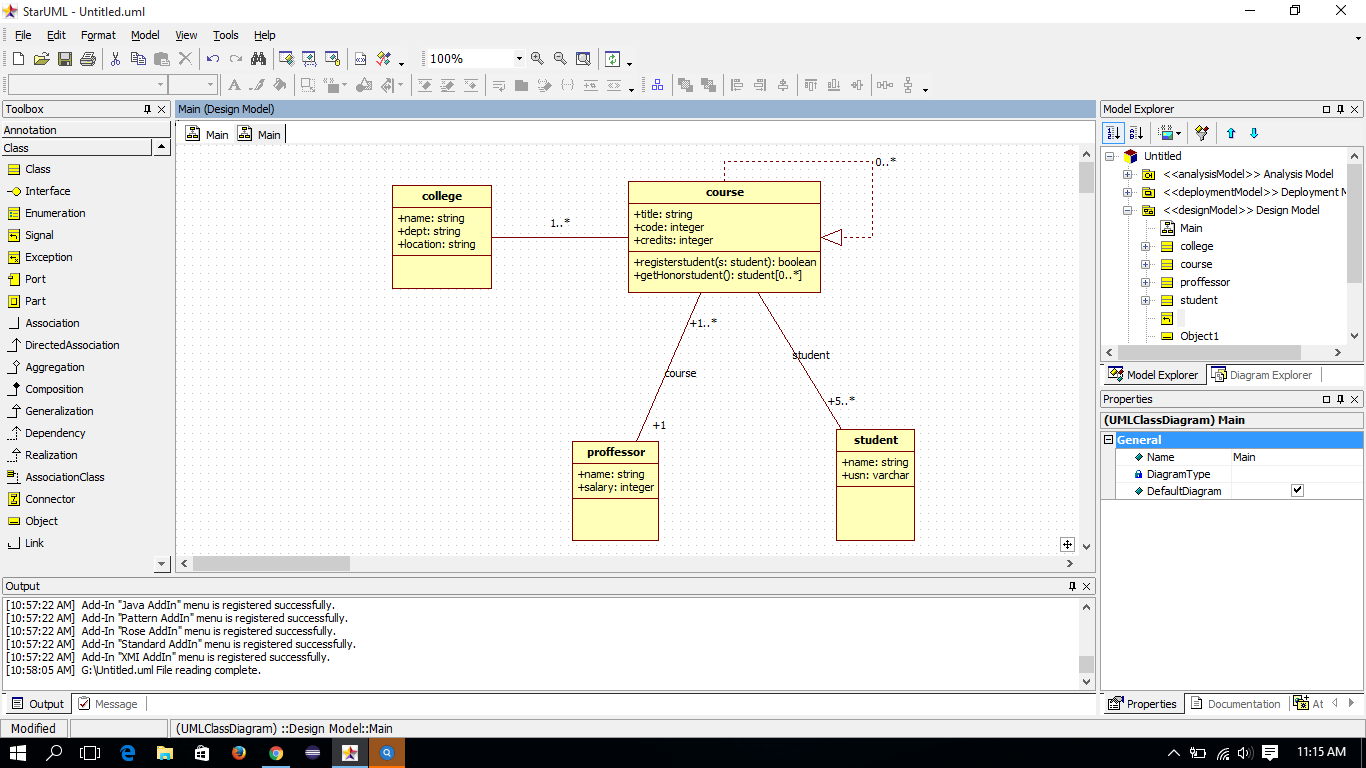 StarUML - Untitled.uml
File Edit Format Model View Tools Help
100%
Toolbox
Annotation
Class
Class
Interface
Enumeration
Signal
Exception
Port
Part
Association
DirectedAssociation
Aggregation
Composition
Generalization
Dependency
Realization
AssociationClass
Connector
Object
Link
Main (Design Model)
Main Main
college
+name: string
+dept: string
+location: string
1..*
course
+title: string
+code: integer
+credits: integer
+registerstudent(s: student): boolean
+getHonorstudent(): student[0..*]
0..*
+1..*
course
+1
student
+5..*
proffessor
+name: string
+salary: integer
student
+name: string
+usn: varchar
Model Explorer
Untitled
<<analysisModel>> Analysis Model
<<deploymentModel>> Deployment M
<<designModel>> Design Model
Main
college
course
proffessor
student
Object1
Model Explorer Diagram Explorer
Properties
(UMLClassDiagram) Main
General
Name Main
DiagramType
DefaultDiagram
Properties Documentation At
Output
[10:57:22 AM] Add-In "Java AddIn" menu is registered successfully.
[10:57:22 AM] Add-In "Pattern AddIn" menu is registered successfully.
[10:57:22 AM] Add-In "Rose AddIn" menu is registered successfully.
[10:57:22 AM] Add-In "Standard AddIn" menu is registered successfully.
[10:57:22 AM] Add-In "XMI AddIn" menu is registered successfully.
[10:58:05 AM] G:\Untitled.uml File reading complete.
Output Message
Modified (UMLClassDiagram) ::Design Model::Main
11:15 AM